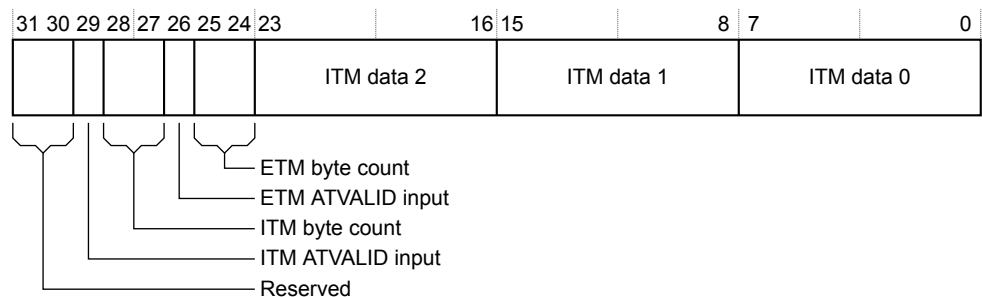 31 30 29 28 27 26 25 24 23 16 15 8 7 0
ITM data 2 ITM data 1 ITM data 0
ETM byte count
ETM ATVALID input
ITM byte count
ITM ATVALID input
Reserved